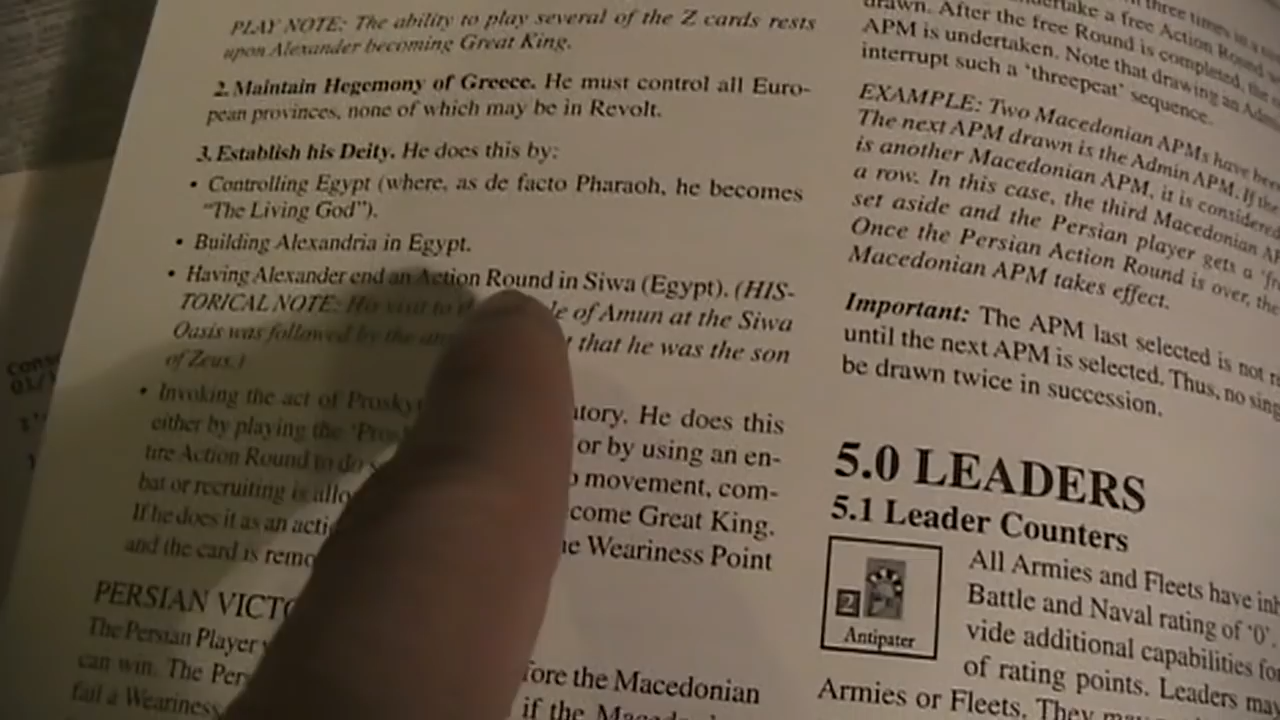 PLAY NOTE: The ability to play several of the Z cards rests
upon Alexander becoming Great King.
2. Maintain Hegemony of Greece. He must control all Euro-
pean provinces, none of which may be in Revolt.
3. Establish his Deity. He does this by:
• Controlling Egypt (where, as de facto Pharaoh, he becomes
"The Living God").
• Building Alexandria in Egypt.
• Having Alexander end an Action Round in Siwa (Egypt). (HIS-
TORICAL NOTE: His visit to of Amun at the Siwa
Oasis was followed by the that he was the son
of Zeus.)
• Invoking the act of He does this
either by playing the or by using an en-
tire Action Round to do movement, com-
bat or recruiting is come Great King.
If he does it as an Weariness Point
and the card is
PERSIAN
The Persian Player
can win. The the Macedonian
fail a Weariness if the
three times in a
undertake a free Action Round
drawn. After the free Round is completed, the
APM is undertaken. Note that drawing an
interrupt such a 'threepeat' sequence.
EXAMPLE: Two Macedonian APMs have
The next APM drawn is the Admin APM. If the
is another Macedonian APM, it is considered
a row. In this case, the third Macedonian
set aside and the Persian player gets a
Once the Persian Action Round is over, the
Macedonian APM takes effect.
Important: The APM last selected is not
until the next APM is selected. Thus, no
be drawn twice in succession.
5.0 LEADERS
5.1 Leader Counters
2
Antipater
All Armies and Fleets have
Battle and Naval rating of '0'.
vide additional capabilities
of rating points. Leaders may
Armies or Fleets. They